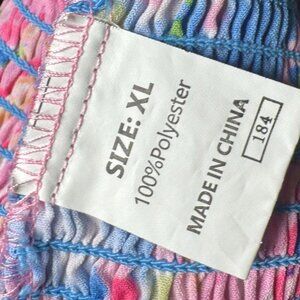 SIZE: XL
100%Polyester
MADE IN CHINA
184